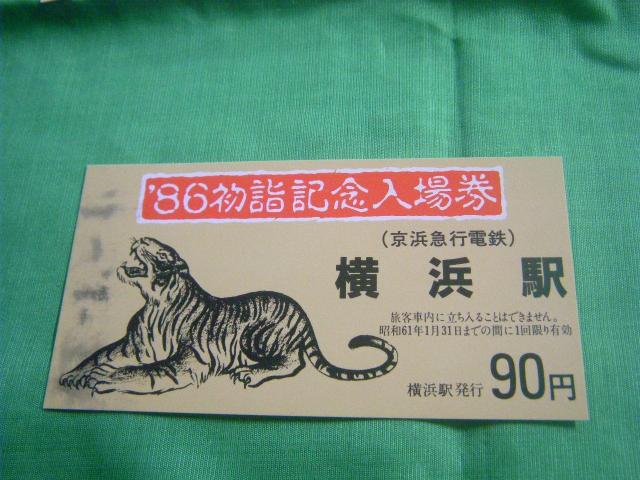 '86初詣記念入場券
(京浜急行電鉄)
横浜駅
旅客車内に立ち入ることはできません。
昭和61年1月31日までの間に1回限り有効
横浜駅発行 90円